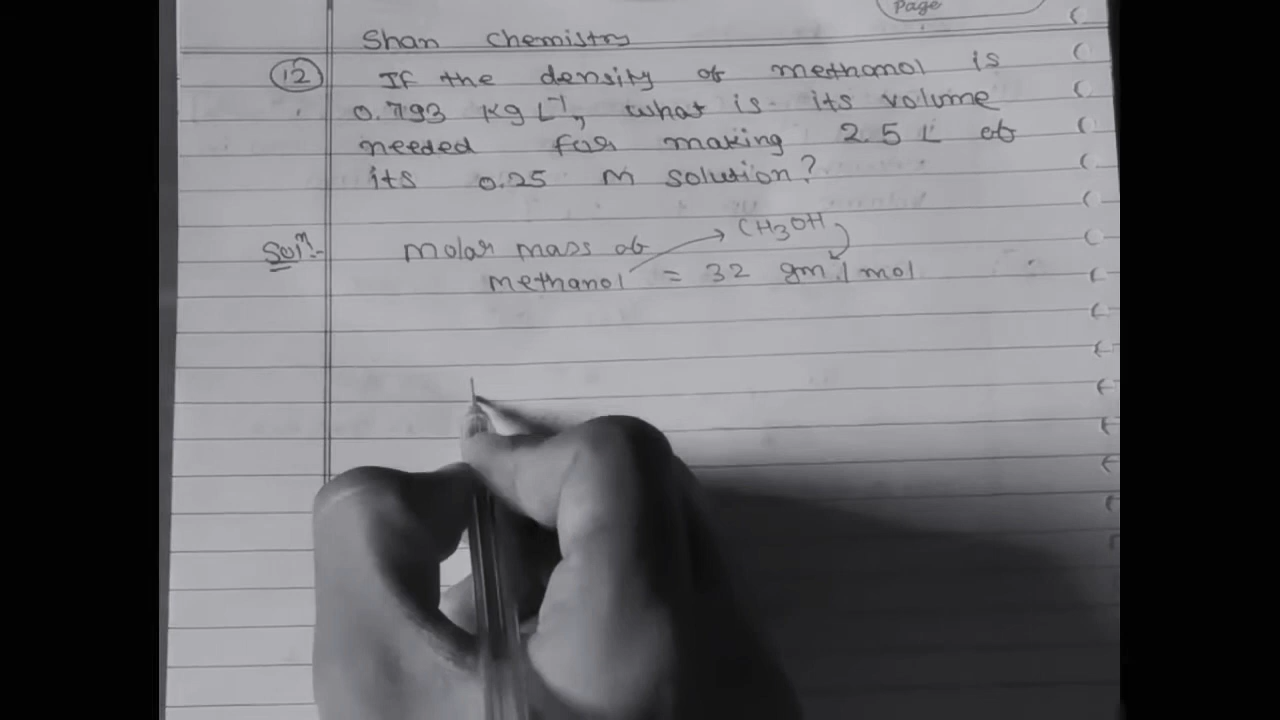 Page
Shan Chemistry
12 If the density of methanol is
0.793 kg L⁻¹, what is its volume
needed for making 2.5 L of
its 0.25 M solution?
Solⁿ:- Molar mass of CH3OH
methanol = 32 gm / mol